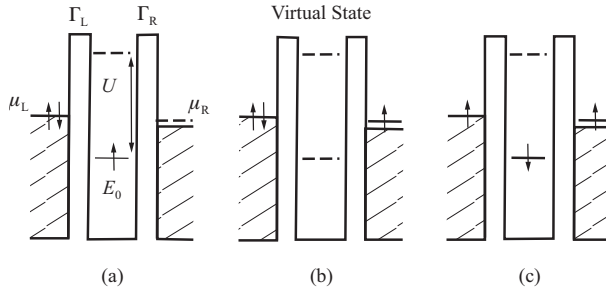 Γ_L Γ_R Virtual State
U
μ_L μ_R
E_0
(a) (b) (c)